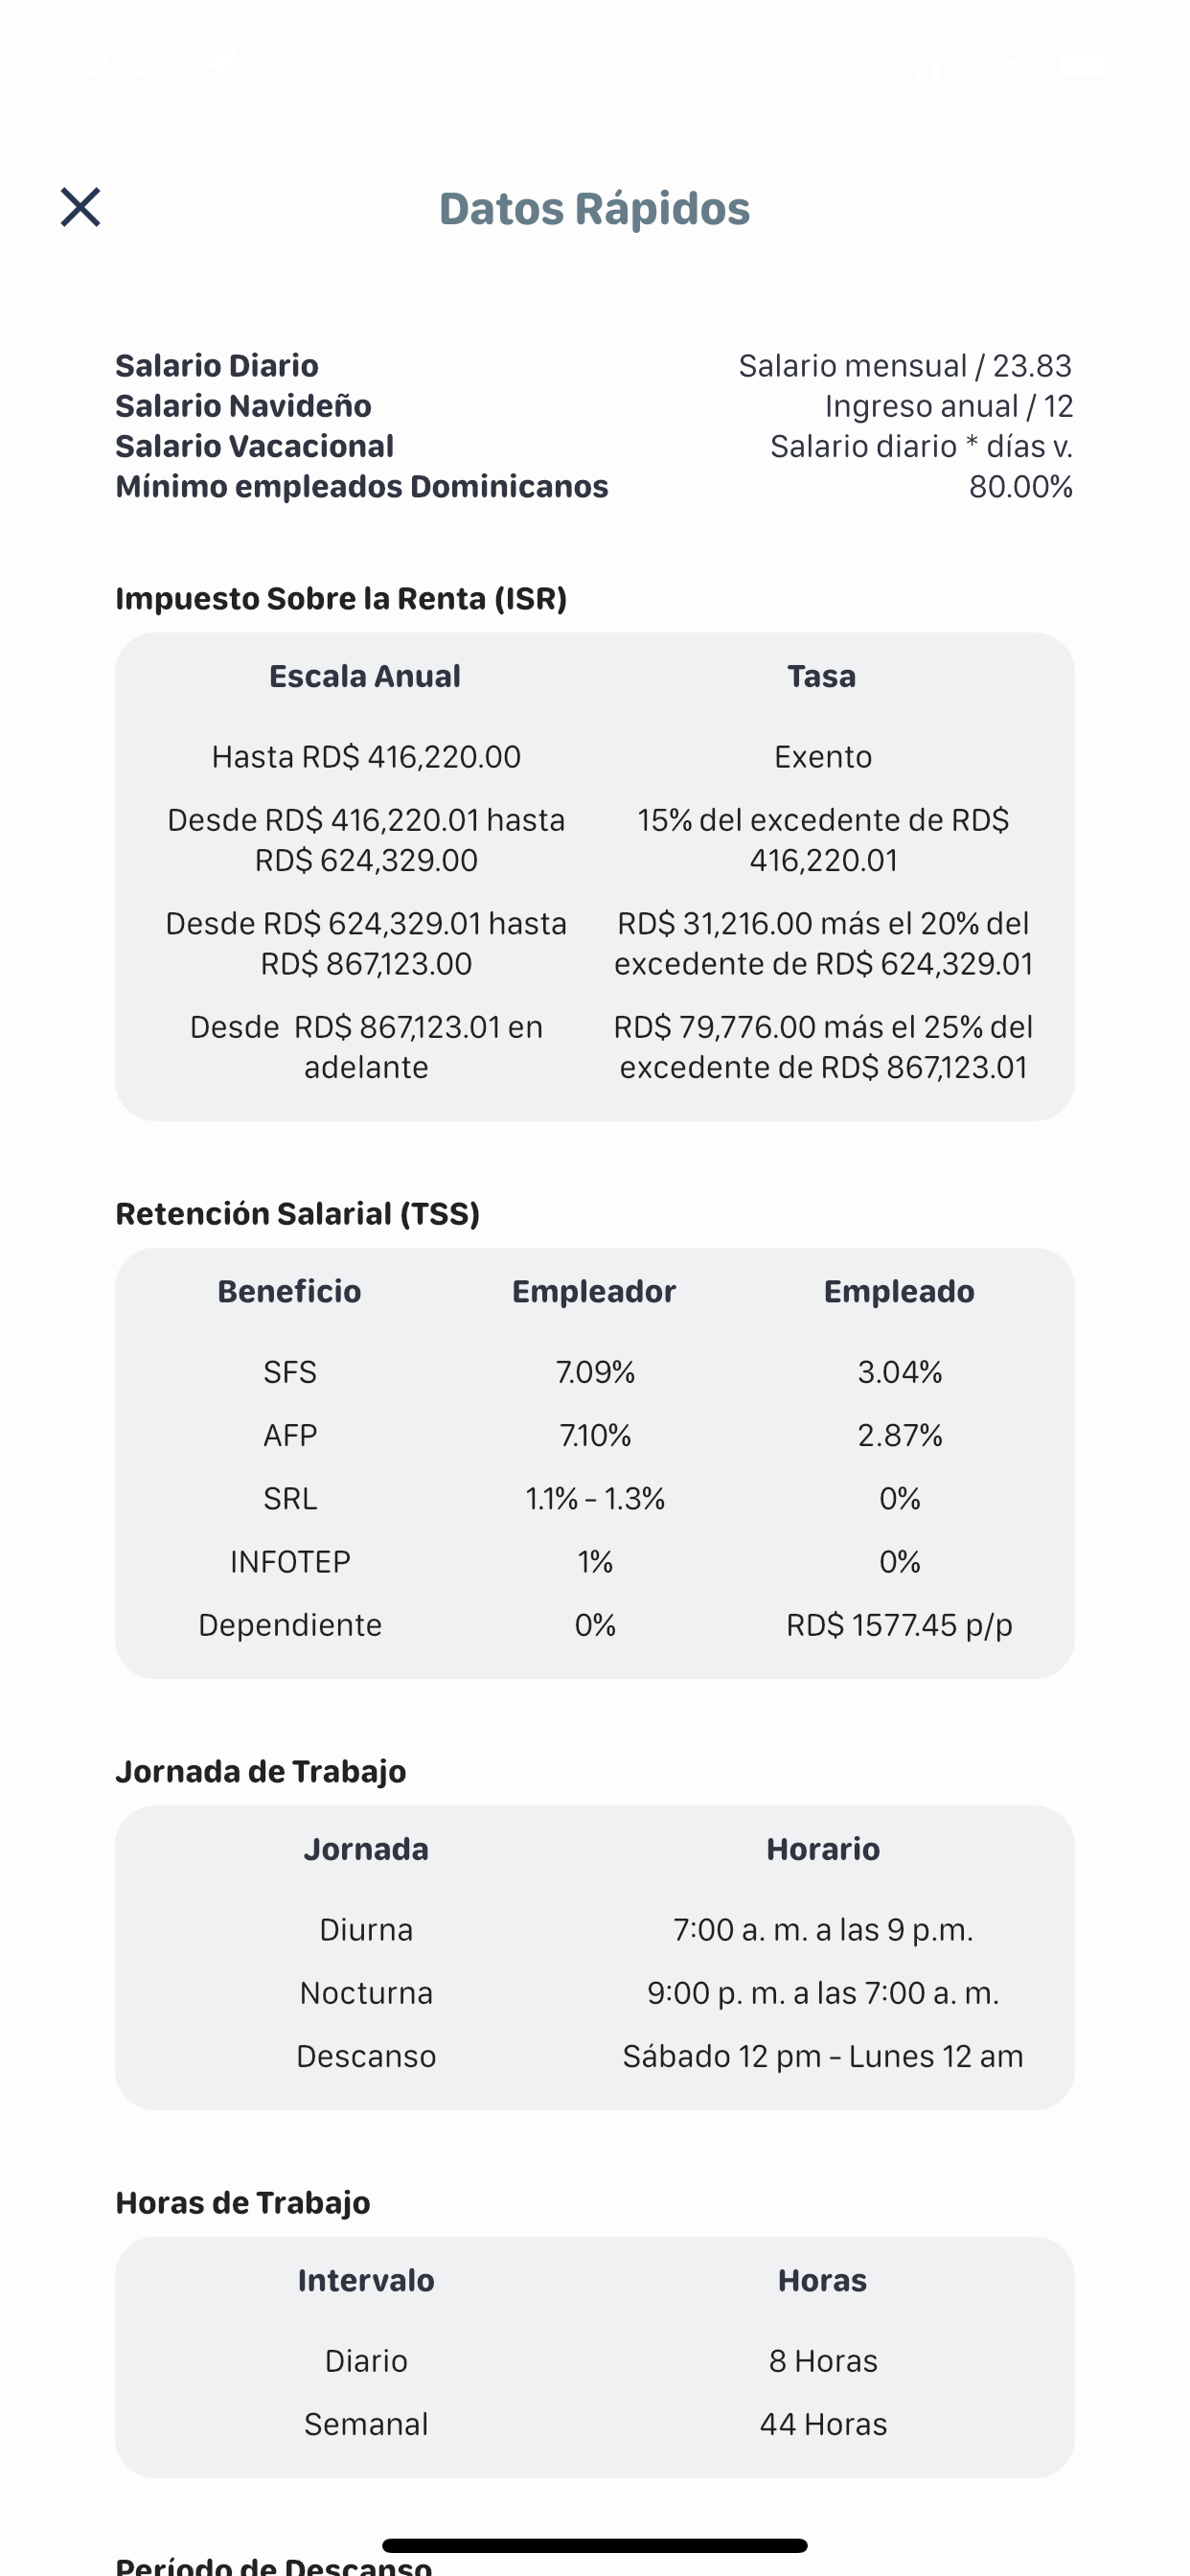 4:43
Datos Rápidos
Salario Diario Salario mensual / 23.83
Salario Navideño Ingreso anual / 12
Salario Vacacional Salario diario * días v.
Mínimo empleados Dominicanos 80.00%
Impuesto Sobre la Renta (ISR)
Escala Anual Tasa
Hasta RD$ 416,220.00 Exento
Desde RD$ 416,220.01 hasta 15% del excedente de RD$
RD$ 624,329.00 416,220.01
Desde RD$ 624,329.01 hasta RD$ 31,216.00 más el 20% del
RD$ 867,123.00 excedente de RD$ 624,329.01
Desde  RD$ 867,123.01 en RD$ 79,776.00 más el 25% del
adelante excedente de RD$ 867,123.01
Retención Salarial (TSS)
Beneficio Empleador Empleado
SFS 7.09% 3.04%
AFP 7.10% 2.87%
SRL 1.1% - 1.3% 0%
INFOTEP 1% 0%
Dependiente 0% RD$ 1577.45 p/p
Jornada de Trabajo
Jornada Horario
Diurna 7:00 a. m. a las 9 p.m.
Nocturna 9:00 p. m. a las 7:00 a. m.
Descanso Sábado 12 pm - Lunes 12 am
Horas de Trabajo
Intervalo Horas
Diario 8 Horas
Semanal 44 Horas
Período de Descanso